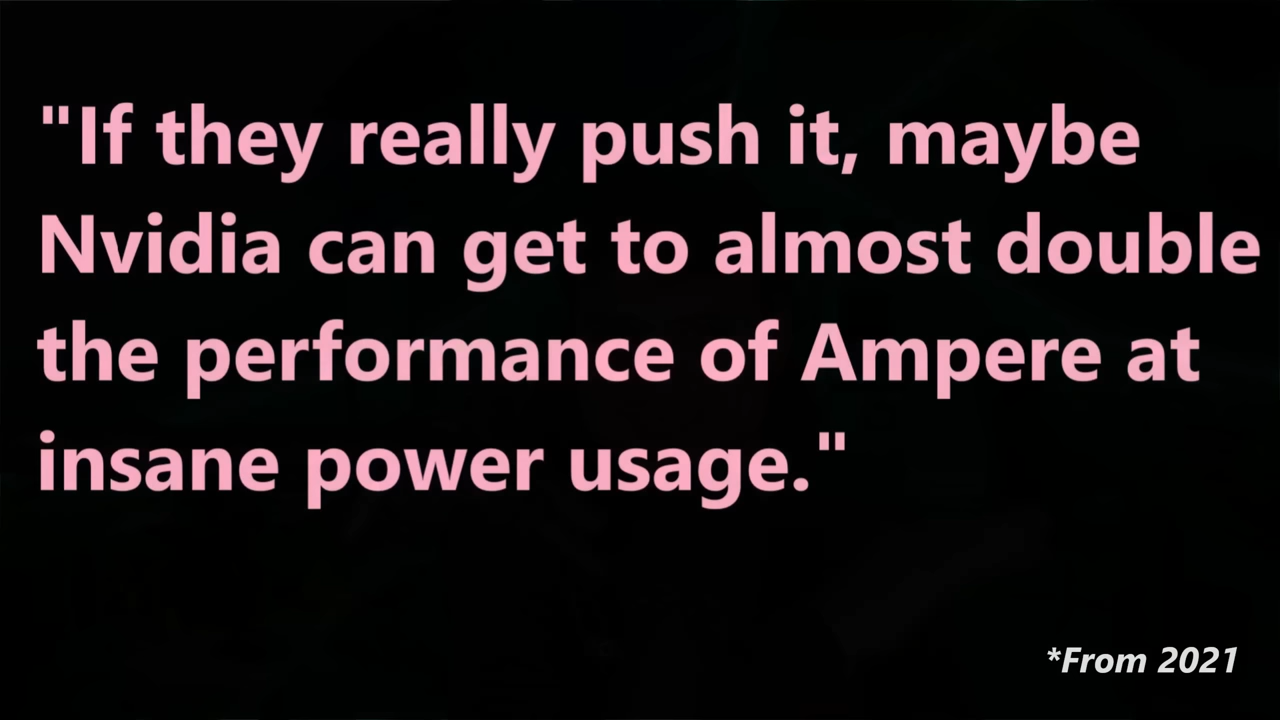 "If they really push it, maybe
Nvidia can get to almost double
the performance of Ampere at
insane power usage."
*From 2021